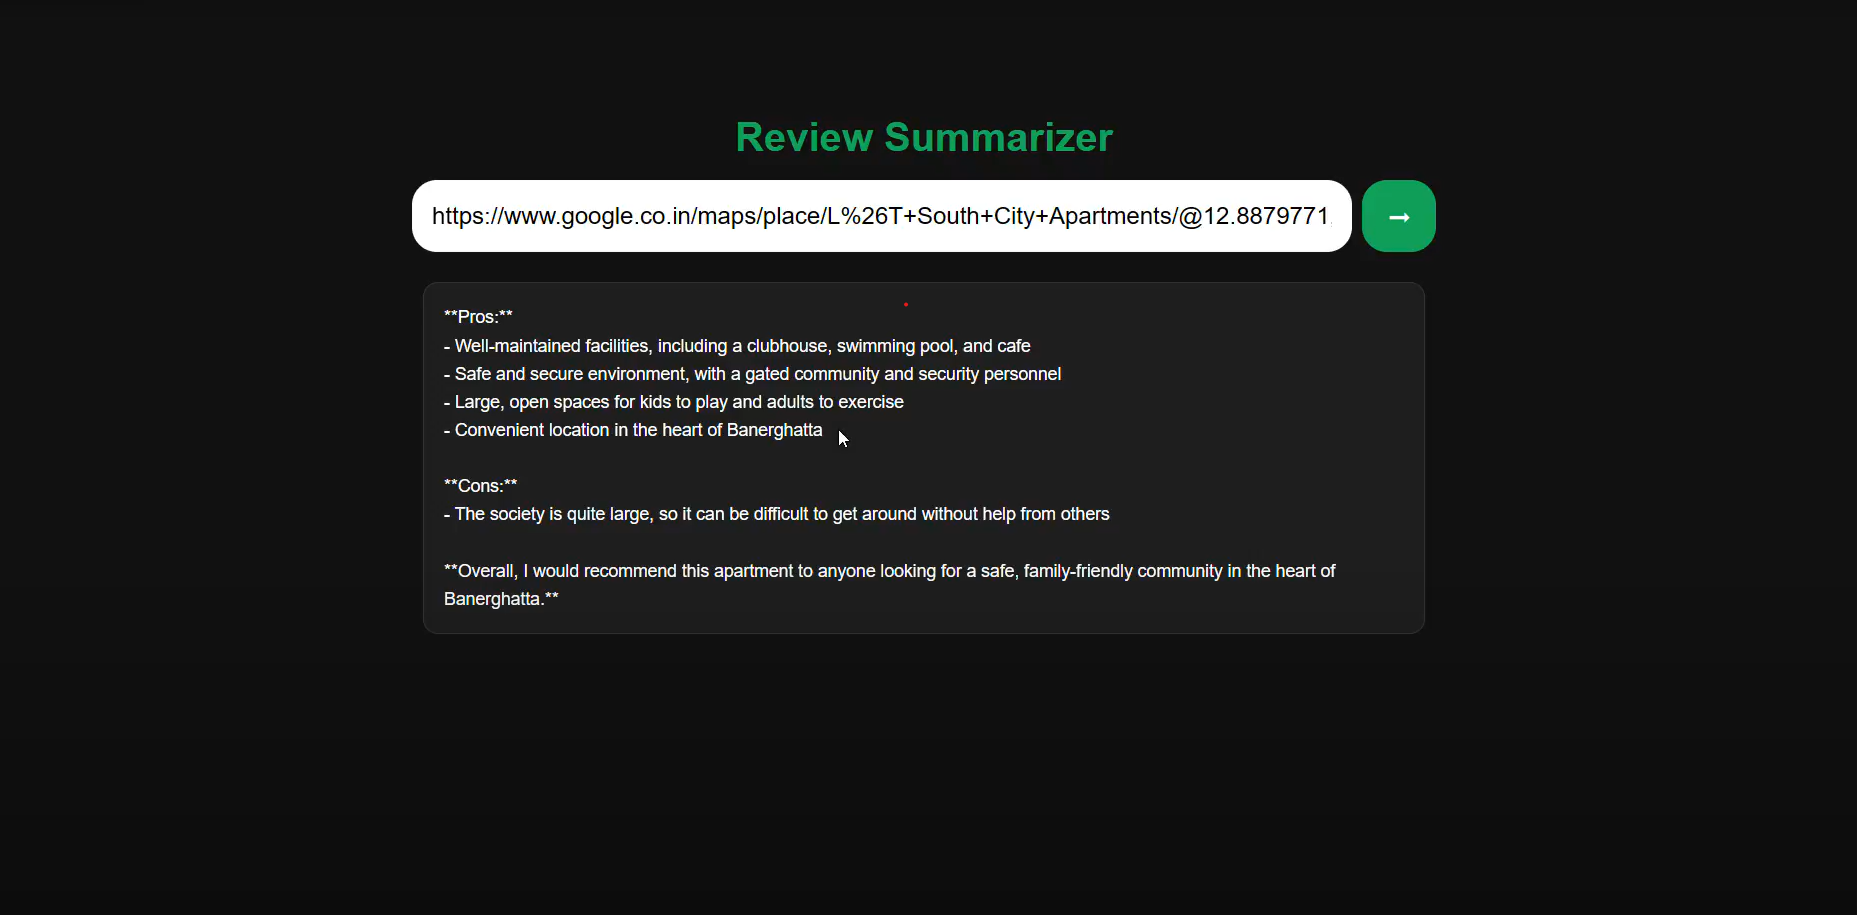 Review Summarizer
https://www.google.co.in/maps/place/L%26T+South+City+Apartments/@12.8879771
→
**Pros:**
- Well-maintained facilities, including a clubhouse, swimming pool, and cafe
- Safe and secure environment, with a gated community and security personnel
- Large, open spaces for kids to play and adults to exercise
- Convenient location in the heart of Banerghatta
**Cons:**
- The society is quite large, so it can be difficult to get around without help from others
**Overall, I would recommend this apartment to anyone looking for a safe, family-friendly community in the heart of
Banerghatta.**